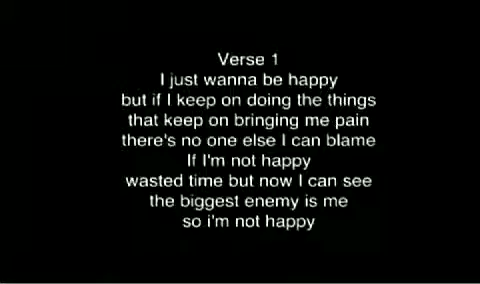 Verse 1
I just wanna be happy
but if I keep on doing the things
that keep on bringing me pain
there's no one else I can blame
If I'm not happy
wasted time but now I can see
the biggest enemy is me
so i'm not happy